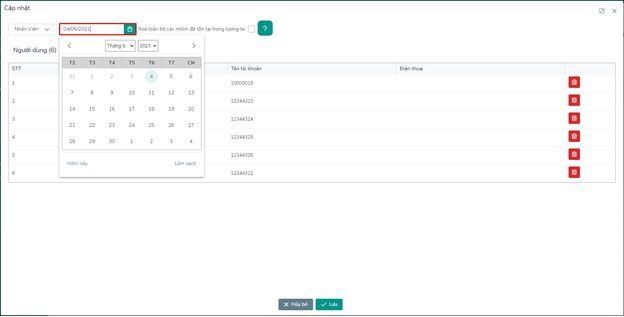 Cập nhật
Nhân Viên 04/06/2021 Xoá toàn bộ các nhóm đã tồn tại trong tương lai ?
Người dùng (6)
Tháng 6 2021
STT Tên tài khoản Điện thoại
T2 T3 T4 T5 T6 T7 CN
31 1 2 3 4 5 6
7 8 9 10 11 12 13
14 15 16 17 18 19 20
21 22 23 24 25 26 27
28 29 30 1 2 3 4
Hôm nay Làm sạch
1 10000019
2 12344323
3 12344324
4 12344325
5 12344326
6 12344322
Hủy bỏ Lưu